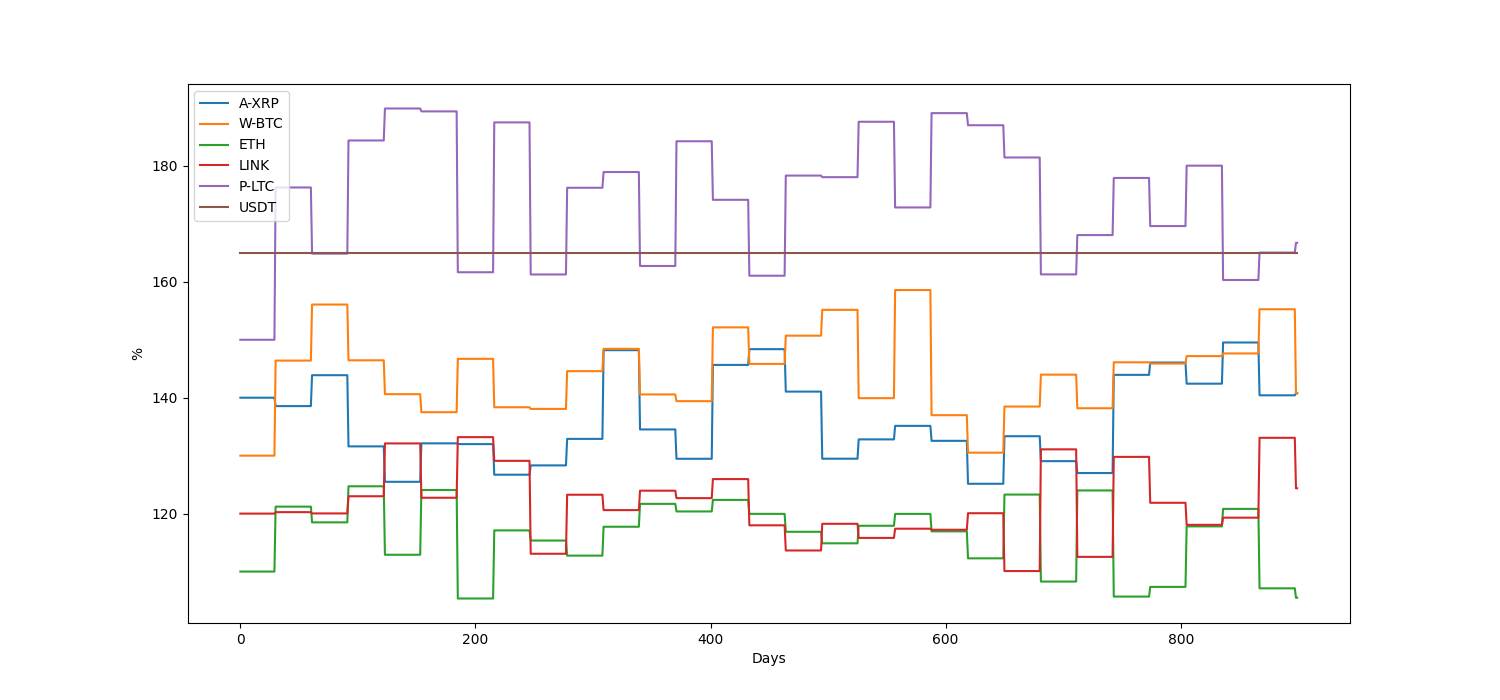 A-XRP
W-BTC
ETH
LINK
P-LTC
USDT
180
160
140
120
%
0 200 400 600 800
Days